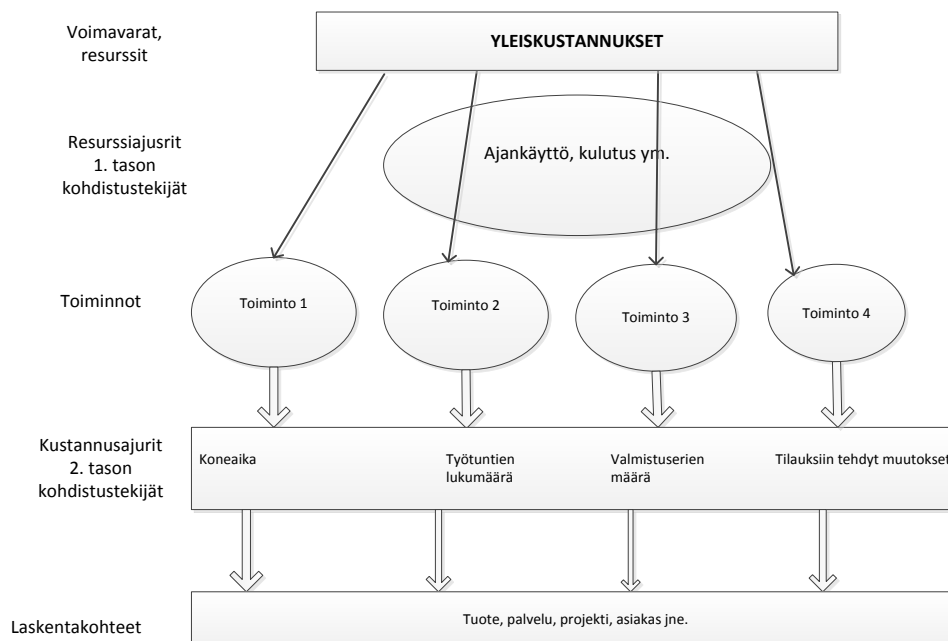 Voimavarat,
resurssit
YLEISKUSTANNUKSET
Resurssiajusrit
1. tason
kohdistustekijät
Ajankäyttö, kulutus ym.
Toiminnot
Toiminto 1
Toiminto 2
Toiminto 3
Toiminto 4
Kustannusajurit
2. tason
kohdistustekijät
Koneaika
Työtuntien
lukumäärä
Valmistuserien
määrä
Tilauksiin tehdyt muutokset
Laskentakohteet
Tuote, palvelu, projekti, asiakas jne.